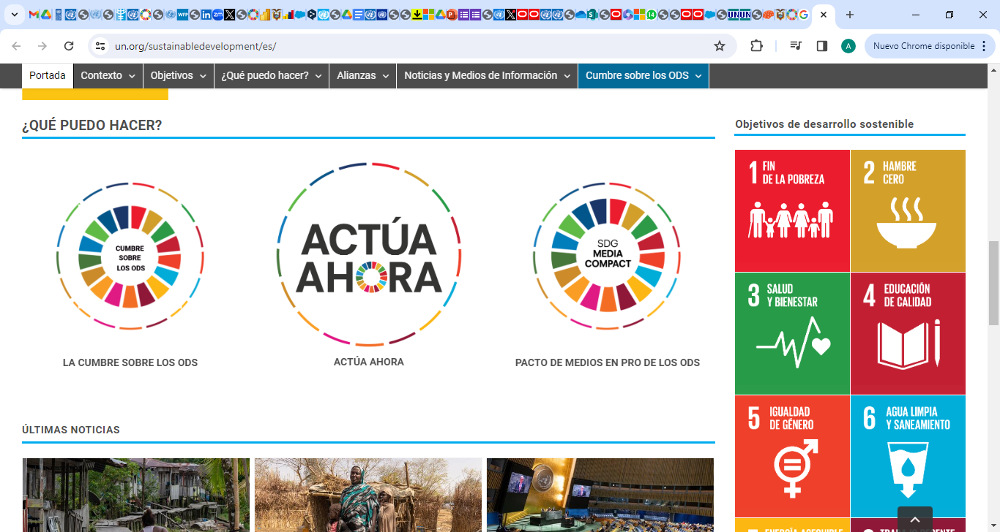 un.org/sustainabledevelopment/es/
A
Nuevo Chrome disponible
Portada
Contexto
Objetivos
¿Qué puedo hacer?
Alianzas
Noticias y Medios de Información
Cumbre sobre los ODS
¿QUÉ PUEDO HACER?
CUMBRE
SOBRE
LOS ODS
LA CUMBRE SOBRE LOS ODS
ACTÚA
AHORA
ACTÚA AHORA
SDG
MEDIA
COMPACT
PACTO DE MEDIOS EN PRO DE LOS ODS
ÚLTIMAS NOTICIAS
Objetivos de desarrollo sostenible
1 FIN
DE LA POBREZA
2 HAMBRE
CERO
3 SALUD
Y BIENESTAR
4 EDUCACIÓN
DE CALIDAD
5 IGUALDAD
DE GÉNERO
6 AGUA LIMPIA
Y SANEAMIENTO